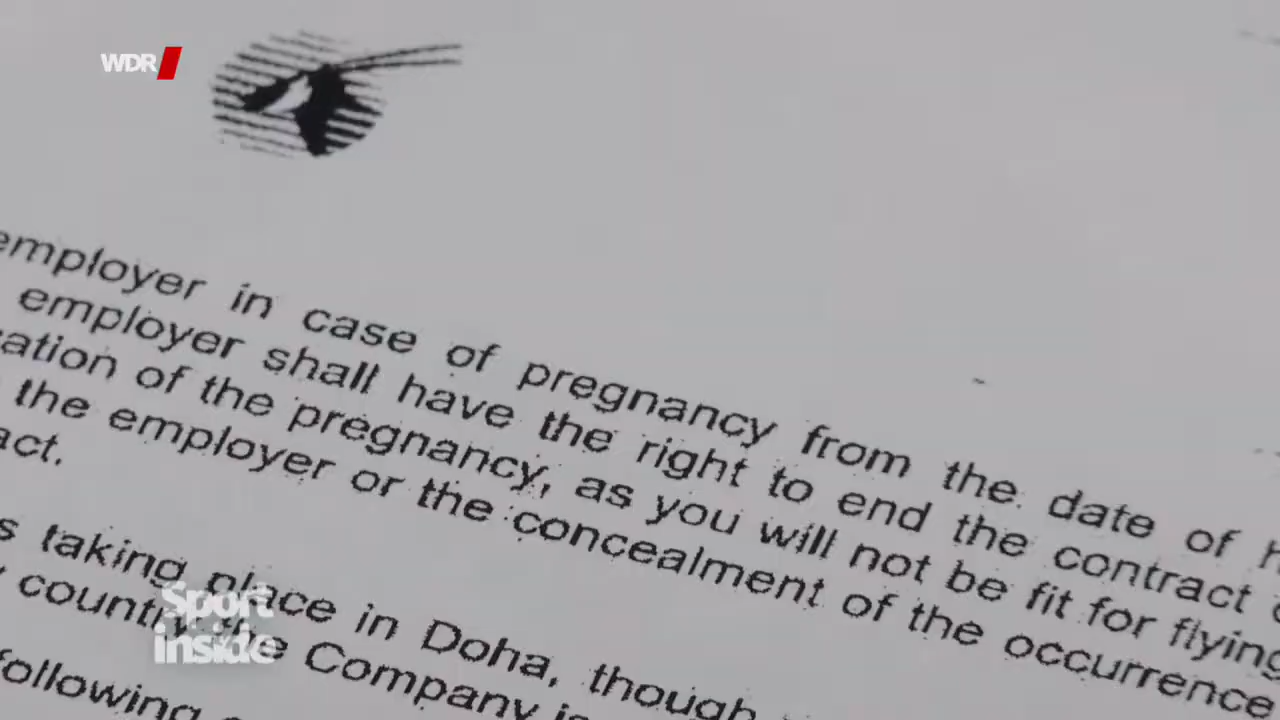 WDR
employer in case of pregnancy from the date of
employer shall have the right to end the contract
of the pregnancy, as you will not be fit for flying
the employer or the concealment of the occurrence
taking place in Doha, though
country the Company
following
Sport
inside